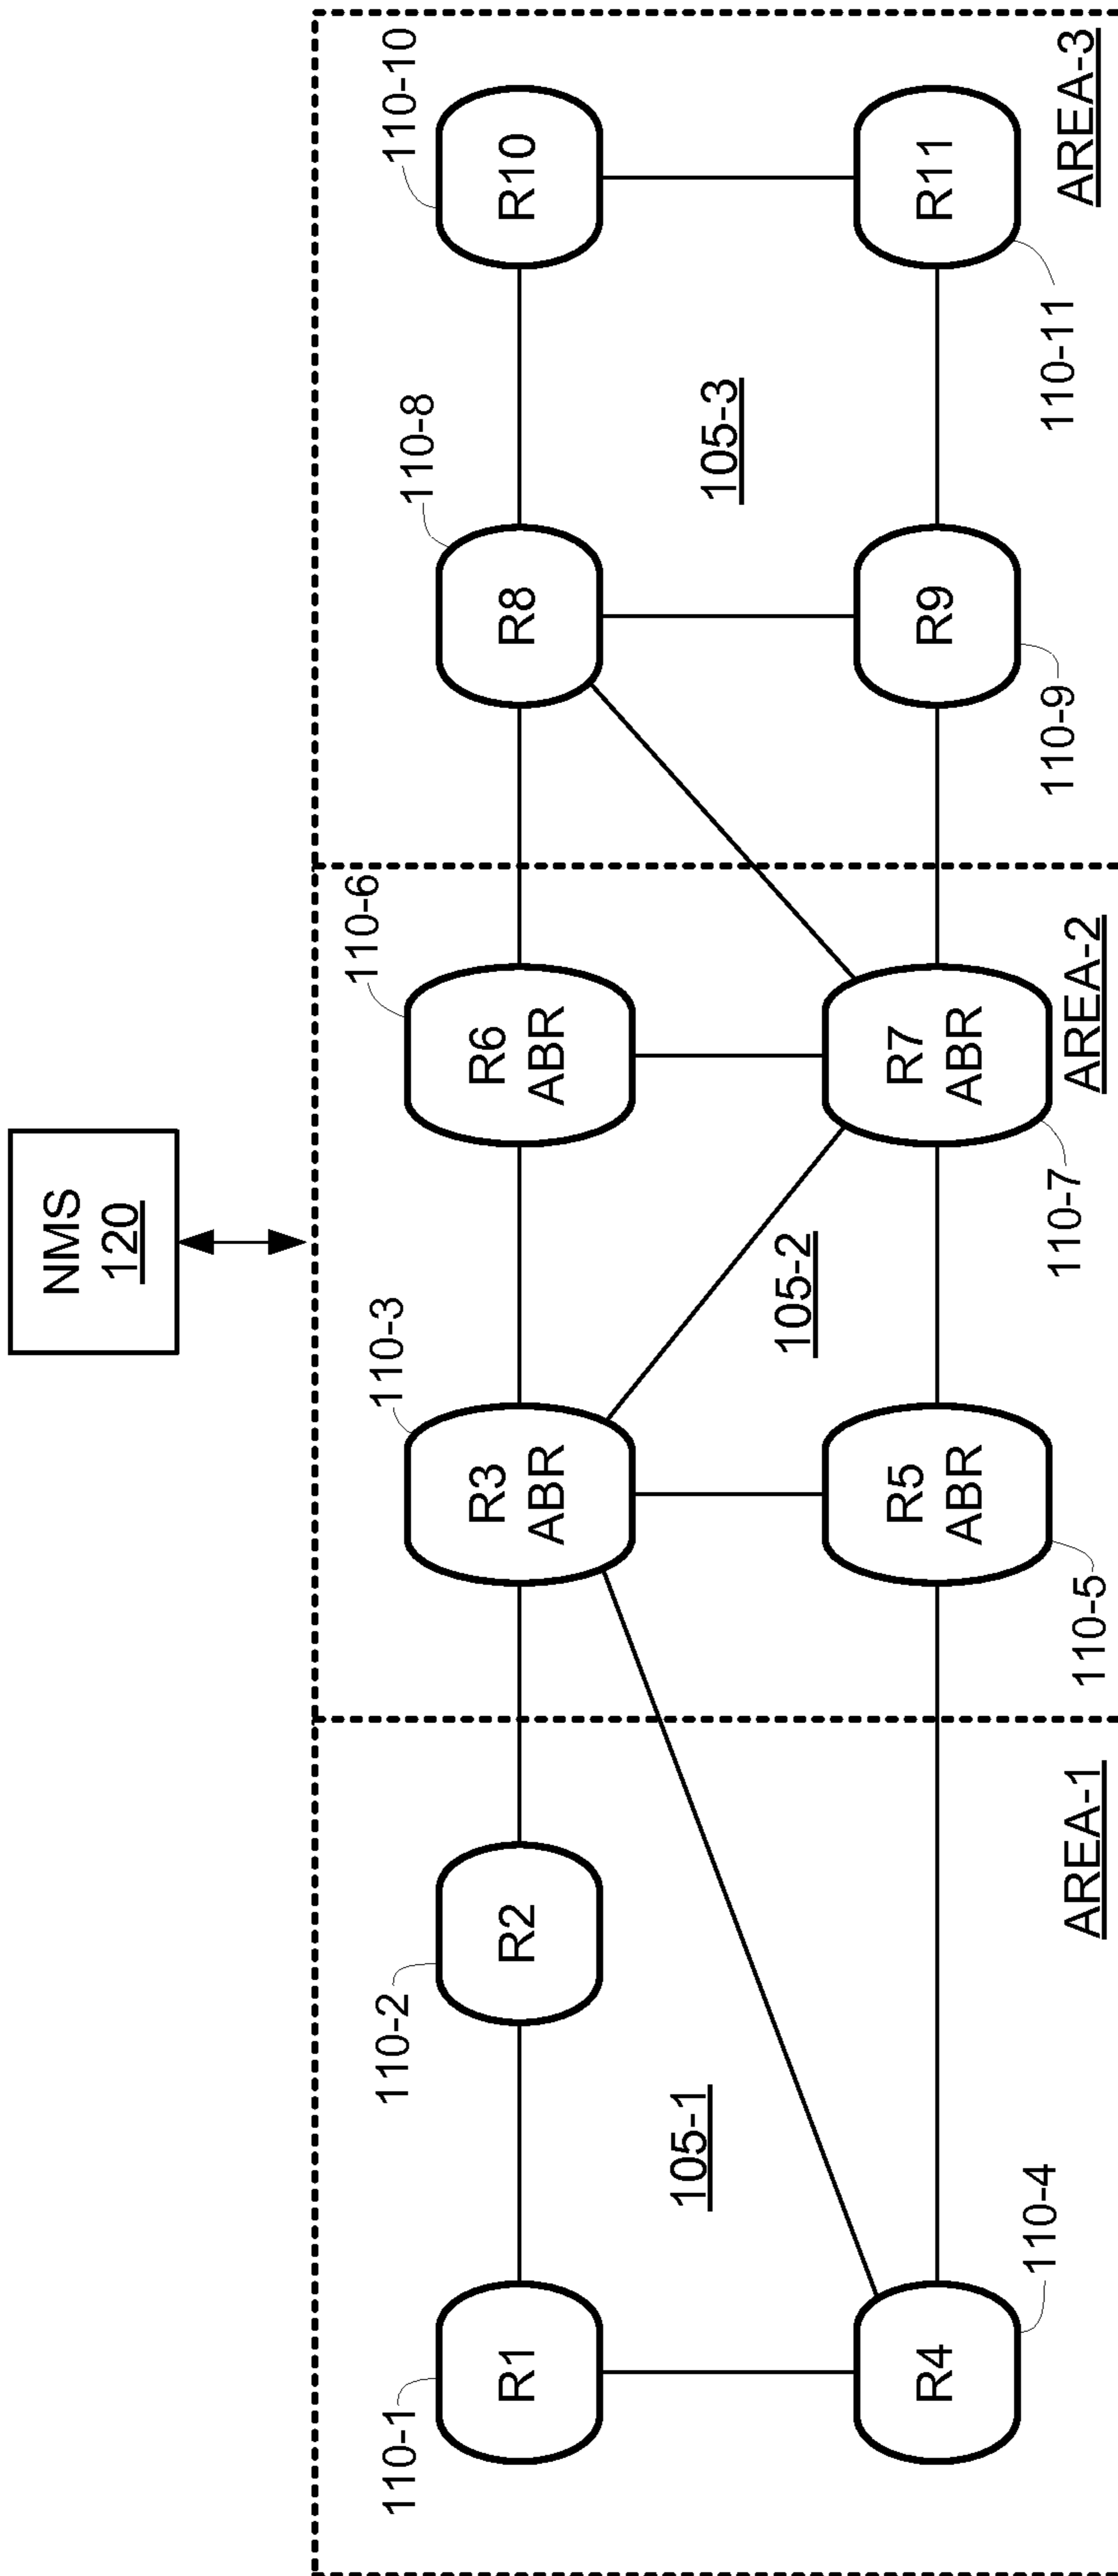 NMS
120
110-1
R1
110-2
R2
110-3
R3
ABR
110-6
R6
ABR
110-8
R8
110-10
R10
105-1
105-2
105-3
R4
110-4
R5
ABR
110-5
R7
ABR
110-7
R9
110-9
R11
110-11
AREA-1
AREA-2
AREA-3